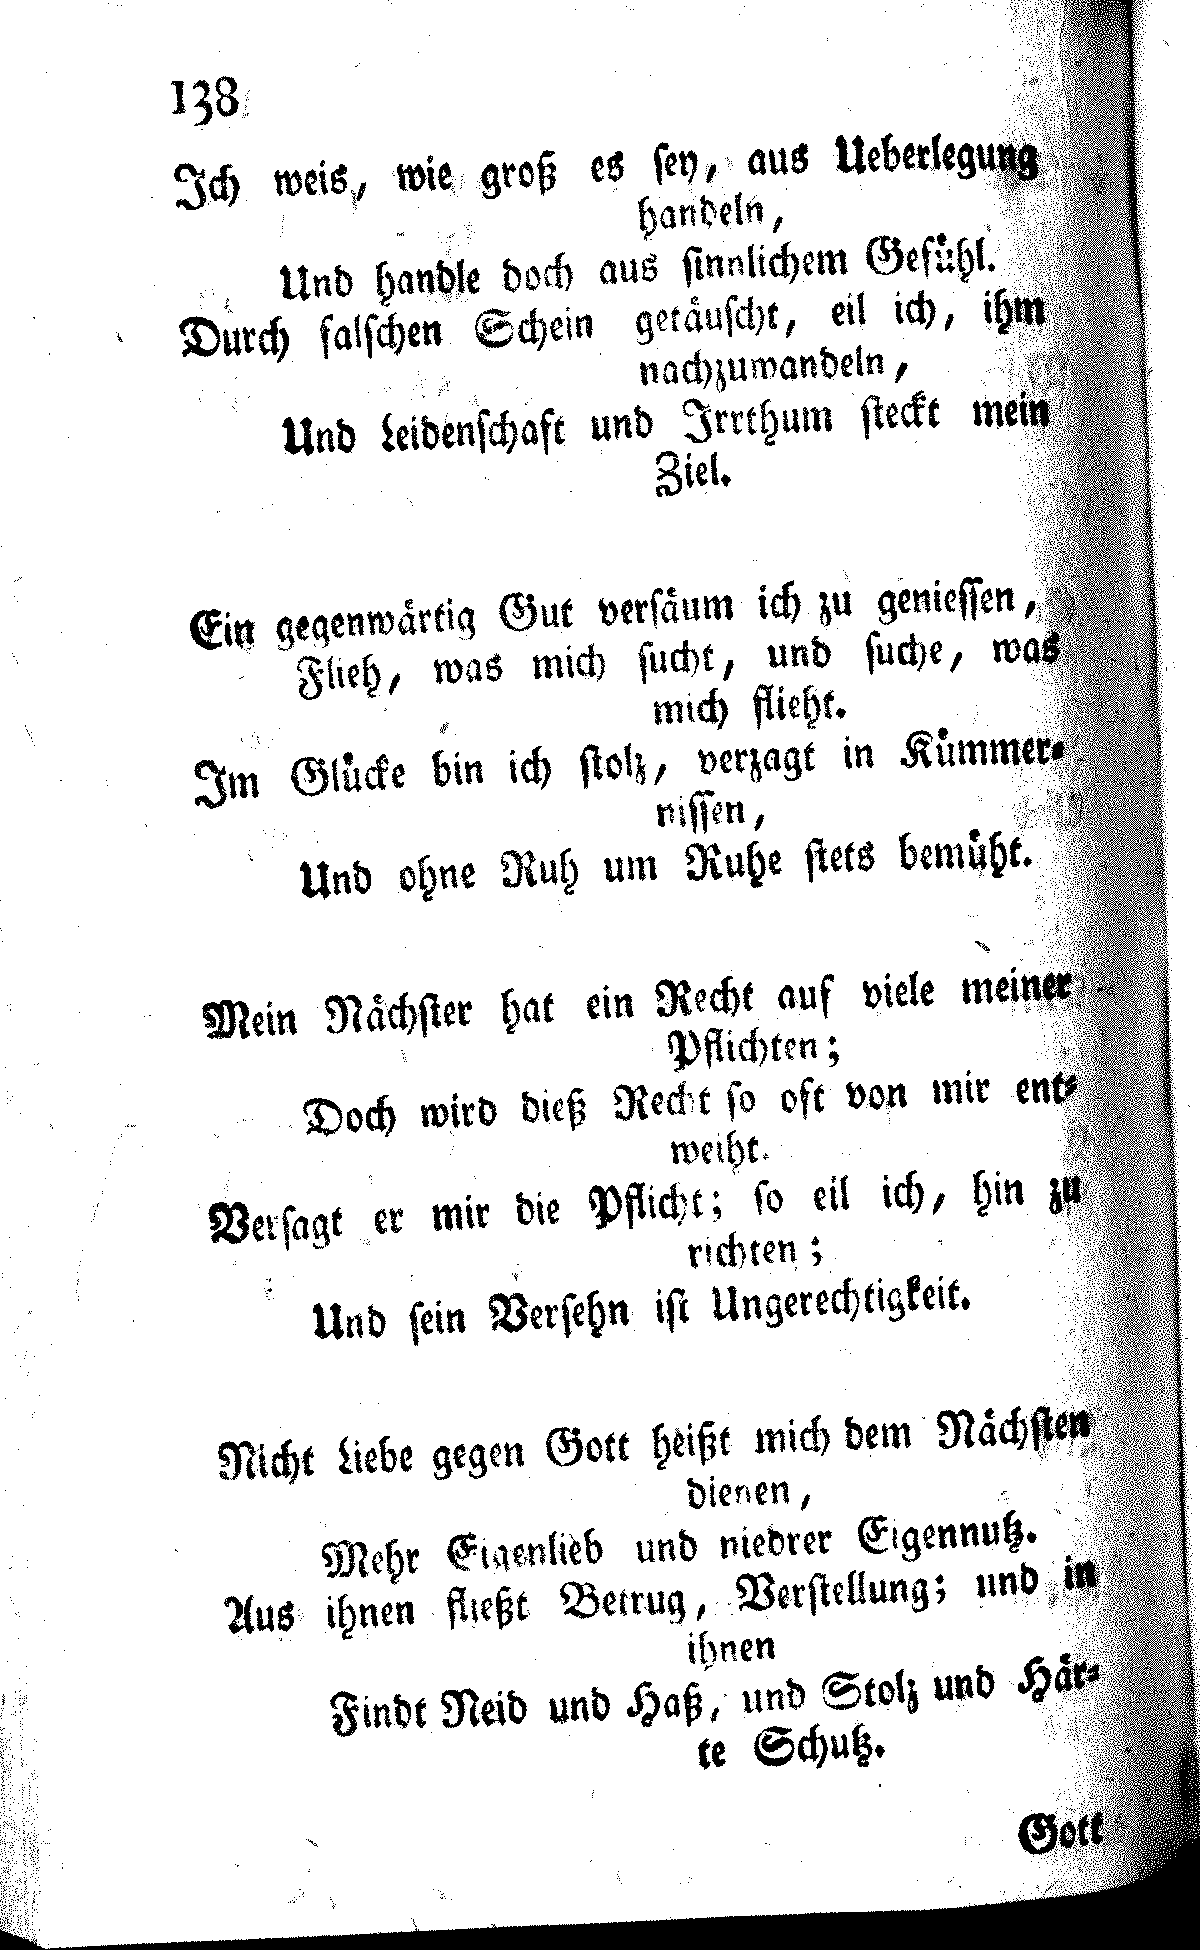 138
Ich weis, wie groß es sey, aus Ueberlegung
handeln,
Und handle doch aus sinnlichem Gefühl.
Durch falschen Schein getäuscht, eil ich, ihm
nachzuwandeln,
Und Leidenschaft und Irrthum steckt mein
Ziel.
Ein gegenwärtig Gut versäum ich zu geniessen,
Flieh, was mich sucht, und suche, was
mich flieht.
Im Glücke bin ich stolz, verzagt in Kümmer-
nissen,
Und ohne Ruh um Ruhe stets bemüht.
Mein Nächster hat ein Recht auf viele meiner
Pflichten;
Doch wird dieß Recht so oft von mir ent-
weiht.
Versagt er mir die Pflicht; so eil ich, hin zu
richten;
Und sein Versehn ist Ungerechtigkeit.
Nicht Liebe gegen Gott heißt mich dem Nächsten
dienen,
Mehr Eigenlieb und niedrer Eigennutz.
Aus ihnen fließt Betrug, Verstellung; und in
ihnen
Findt Neid und Haß, und Stolz und Här-
te Schutz.
Gott